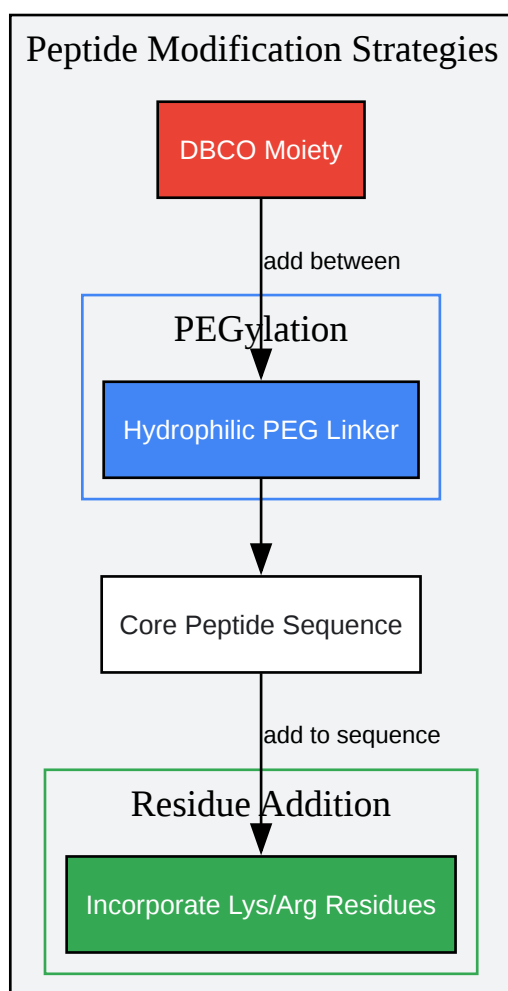 Peptide Modification Strategies
DBCO Moiety
add between
PEGylation
Hydrophilic PEG Linker
Core Peptide Sequence
add to sequence
Residue Addition
Incorporate Lys/Arg Residues